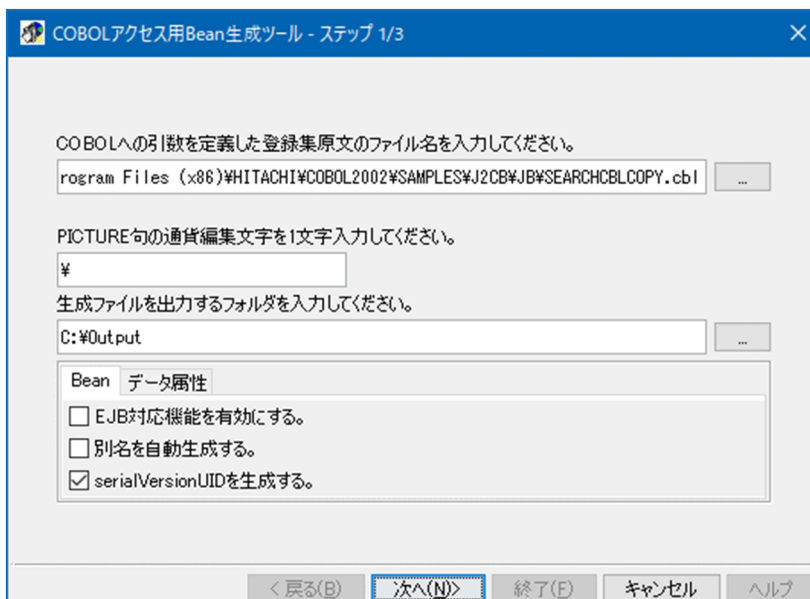 COBOLアクセス用Bean生成ツール - ステップ 1/3
COBOLへの引数を定義した登録集原文のファイル名を入力してください。
rogram Files (x86)¥HITACHI¥COBOL2002¥SAMPLES¥J2CB¥JB¥SEARCHCBLCOPY.cbl
...
PICTURE句の通貨編集文字を1文字入力してください。
¥
生成ファイルを出力するフォルダを入力してください。
C:¥Output
...
Bean データ属性
EJB対応機能を有効にする。
別名を自動生成する。
serialVersionUIDを生成する。
< 戻る(B) 次へ(N)> 終了(F) キャンセル ヘルプ